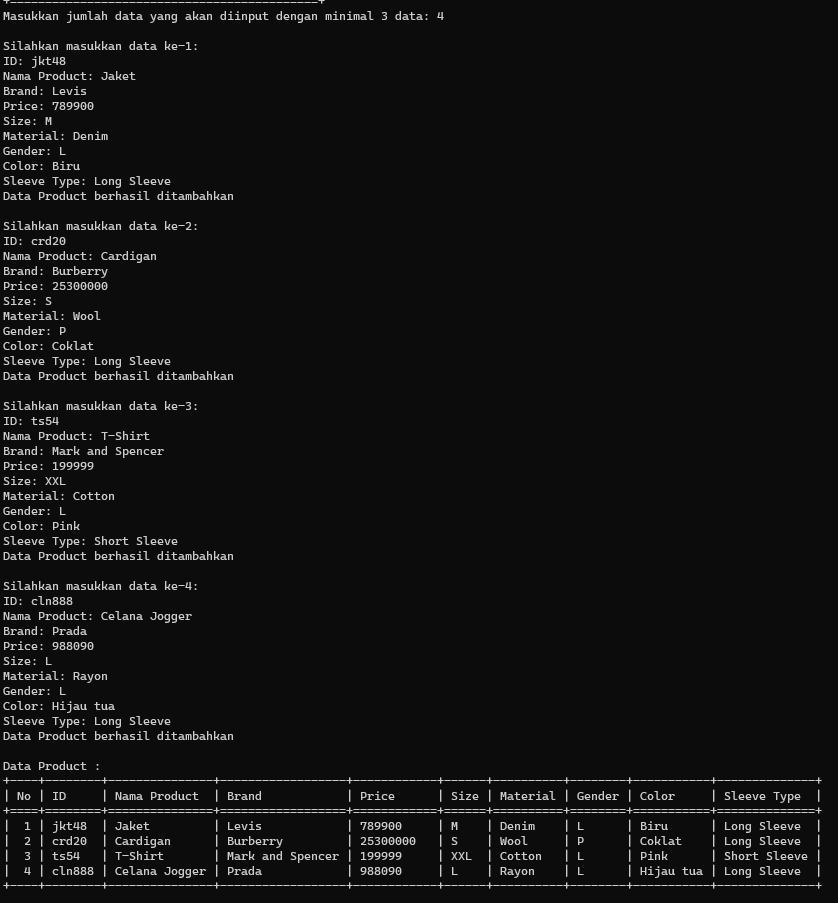 Masukkan jumlah data yang akan diinput dengan minimal 3 data: 4
Silahkan masukkan data ke-1:
ID: jkt48
Nama Product: Jaket
Brand: Levis
Price: 789900
Size: M
Material: Denim
Gender: L
Color: Biru
Sleeve Type: Long Sleeve
Data Product berhasil ditambahkan
Silahkan masukkan data ke-2:
ID: crd20
Nama Product: Cardigan
Brand: Burberry
Price: 25300000
Size: S
Material: Wool
Gender: P
Color: Coklat
Sleeve Type: Long Sleeve
Data Product berhasil ditambahkan
Silahkan masukkan data ke-3:
ID: ts54
Nama Product: T-Shirt
Brand: Mark and Spencer
Price: 199999
Size: XXL
Material: Cotton
Gender: L
Color: Pink
Sleeve Type: Short Sleeve
Data Product berhasil ditambahkan
Silahkan masukkan data ke-4:
ID: cln888
Nama Product: Celana Jogger
Brand: Prada
Price: 988090
Size: L
Material: Rayon
Gender: L
Color: Hijau tua
Sleeve Type: Long Sleeve
Data Product berhasil ditambahkan
Data Product :
| No | ID | Nama Product | Brand | Price | Size | Material | Gender | Color | Sleeve Type |
| 1 | jkt48 | Jaket | Levis | 789900 | M | Denim | L | Biru | Long Sleeve |
| 2 | crd20 | Cardigan | Burberry | 25300000 | S | Wool | P | Coklat | Long Sleeve |
| 3 | ts54 | T-Shirt | Mark and Spencer | 199999 | XXL | Cotton | L | Pink | Short Sleeve |
| 4 | cln888 | Celana Jogger | Prada | 988090 | L | Rayon | L | Hijau tua | Long Sleeve |